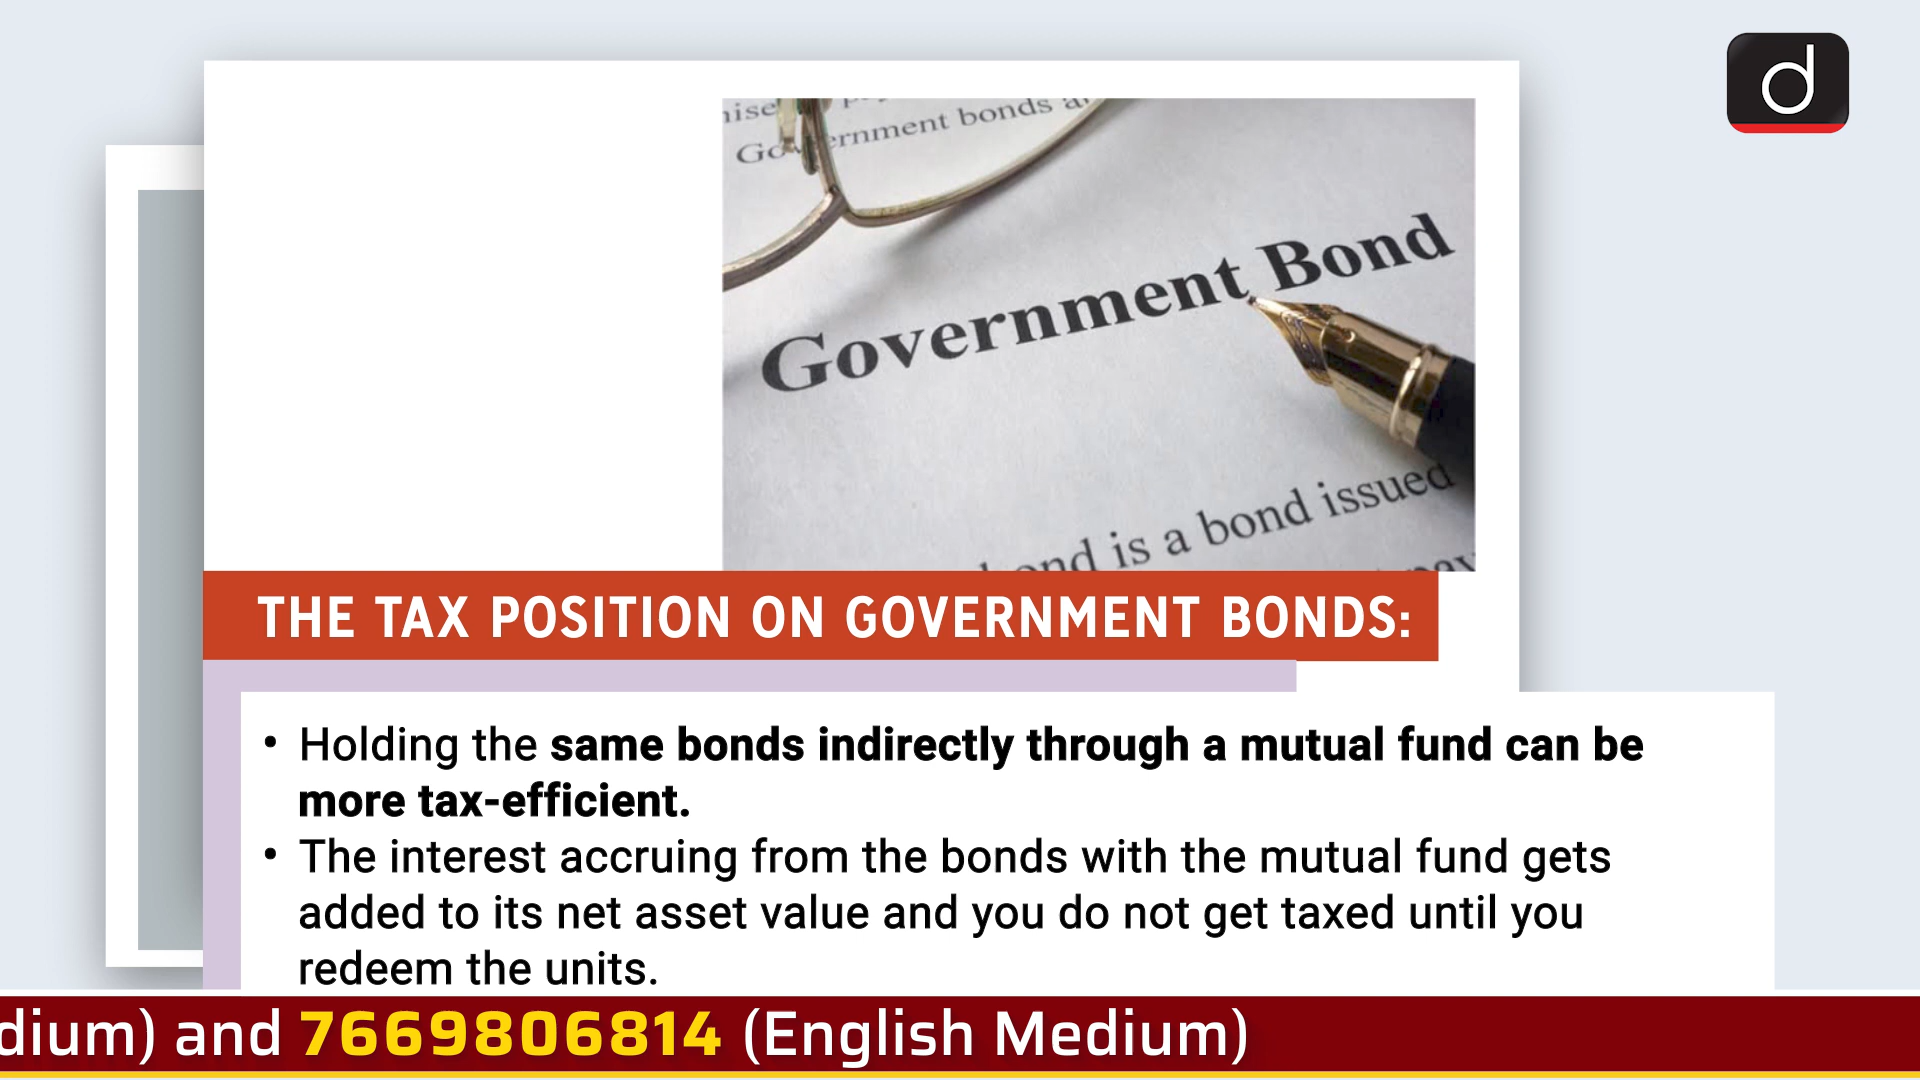 Government bonds
Government Bond
bond is a bond issued
d
THE TAX POSITION ON GOVERNMENT BONDS:
• Holding the same bonds indirectly through a mutual fund can be
more tax-efficient.
• The interest accruing from the bonds with the mutual fund gets
added to its net asset value and you do not get taxed until you
redeem the units.
dium) and 7669806814 (English Medium)